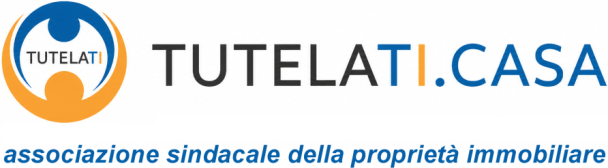 TUTELATI
TUTELATI.CASA
associazione sindacale della proprietà immobiliare